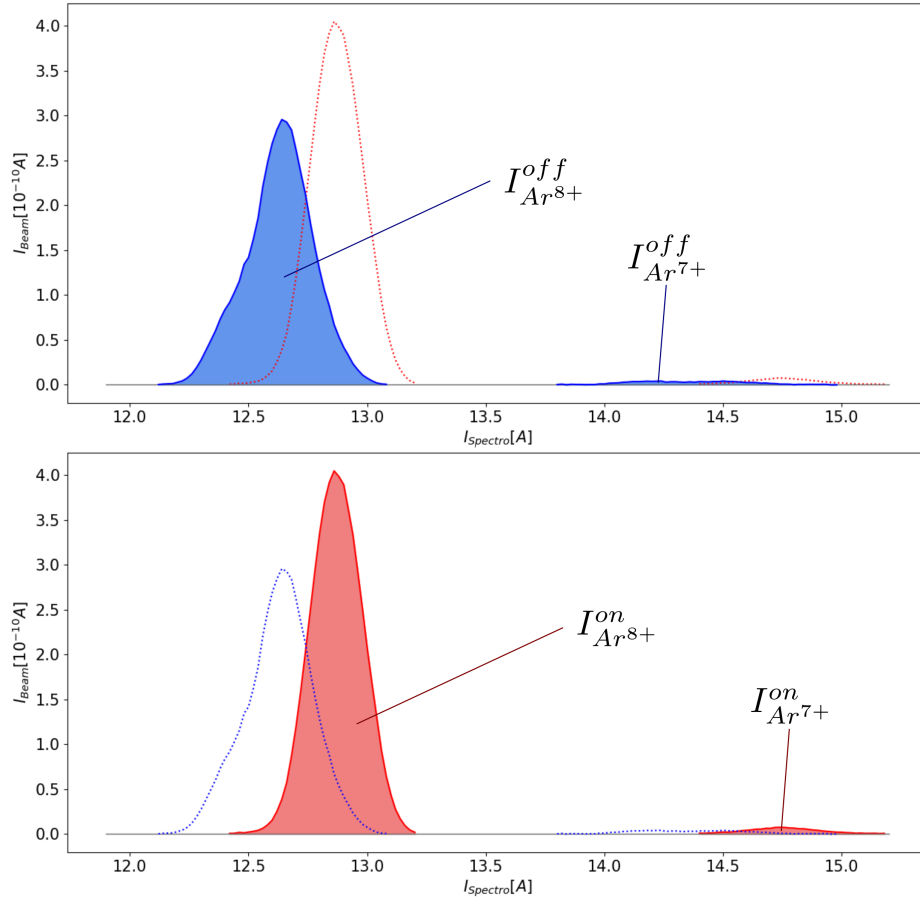 4.0
3.5
3.0
2.5
2.0
1.5
1.0
0.5
0.0
I_{Beam}[10^{-10}A]
I^{off}_{Ar^{8+}}
I^{off}_{Ar^{7+}}
12.0 12.5 13.0 13.5 14.0 14.5 15.0
I_{Spectro}[A]
4.0
3.5
3.0
2.5
2.0
1.5
1.0
0.5
0.0
I_{Beam}[10^{-10}A]
I^{on}_{Ar^{8+}}
I^{on}_{Ar^{7+}}
12.0 12.5 13.0 13.5 14.0 14.5 15.0
I_{Spectro}[A]